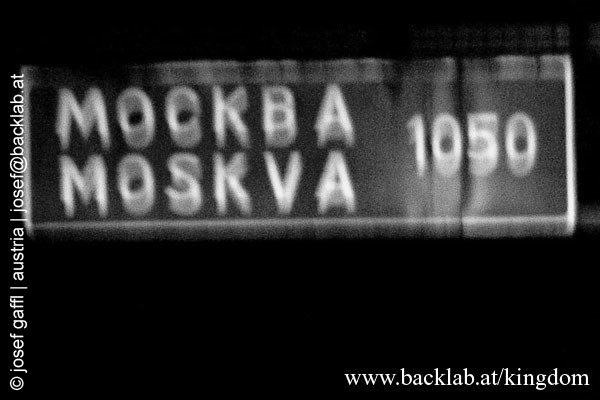 МОСКВА
MOSKVA
1050
© josef gaffl | austria | josef@backlab.at
www.backlab.at/kingdom